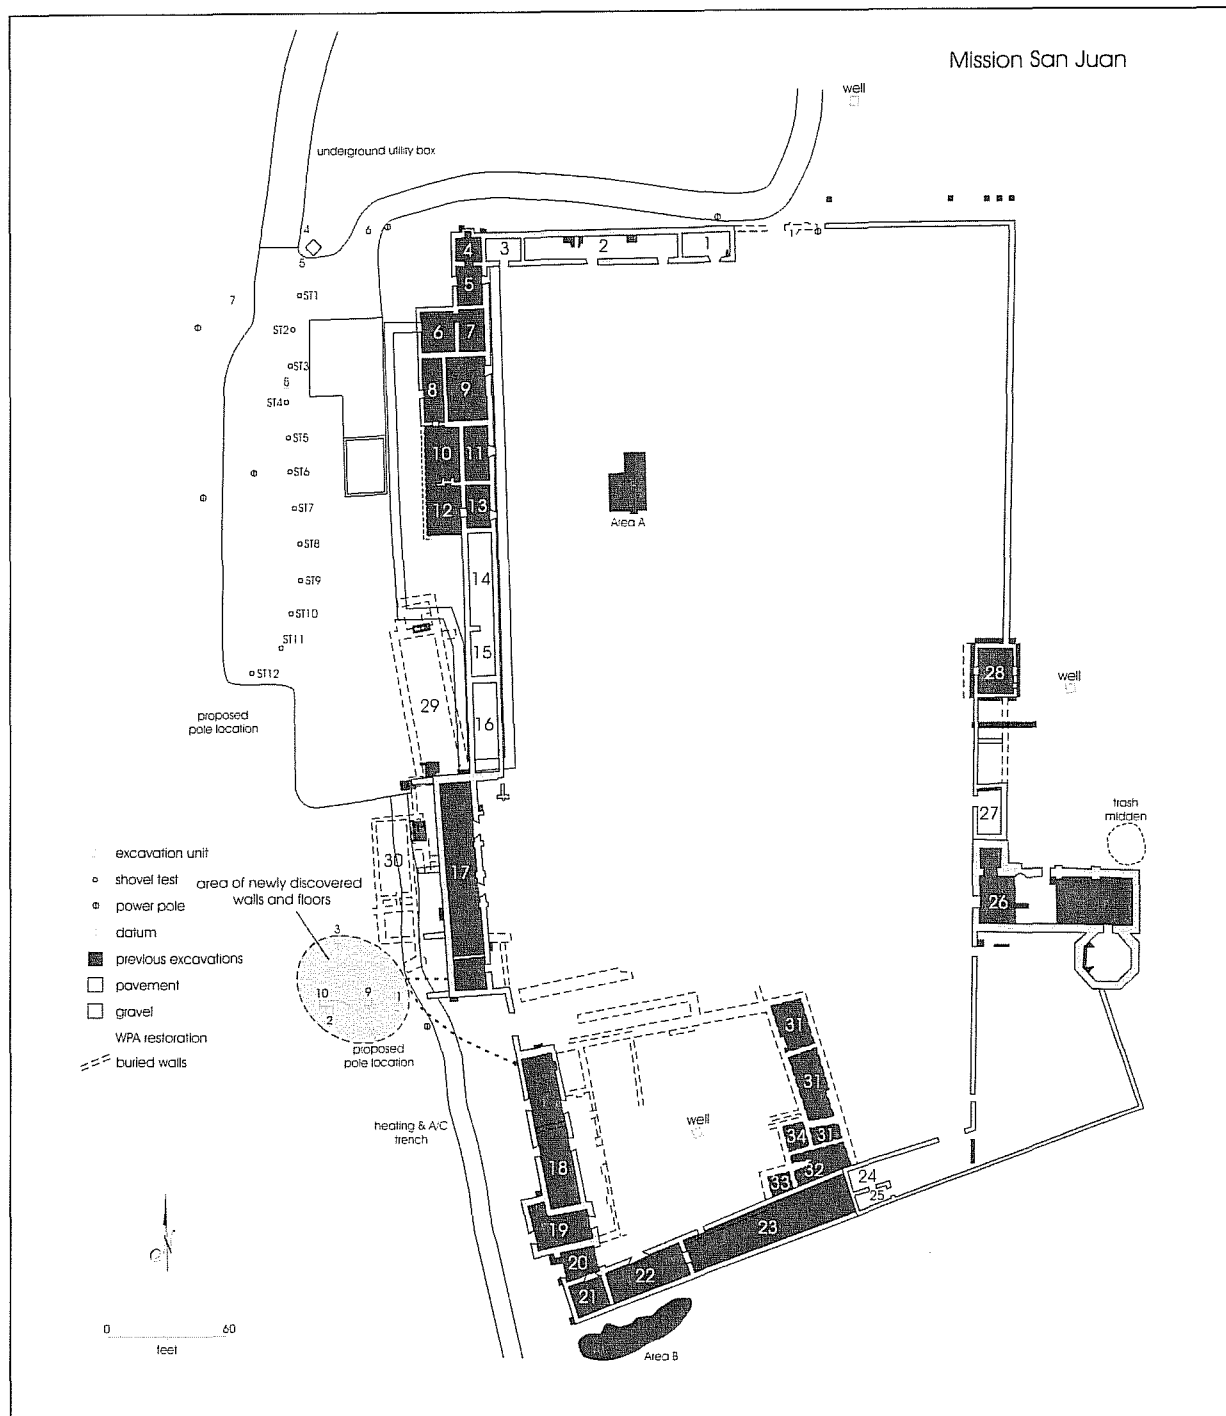 Mission San Juan
well
underground utility box
4
6
5
7
4
3
2
1
17
5
ST1
ST2
6
7
ST3
8
ST4
8
9
ST5
10
11
ST6
ST7
12
13
Area A
ST8
14
ST9
ST10
ST11
15
ST12
28
well
29
16
proposed
pole location
27
trash
midden
excavation unit
shovel test
power pole
datum
previous excavations
pavement
gravel
WPA restoration
buried walls
30
17
area of newly discovered
walls and floors
26
3
10
9
1
2
proposed
pole location
31
31
heating & A/C
trench
well
34
31
18
32
33
24
25
19
23
20
22
21
0
60
feet
Area B